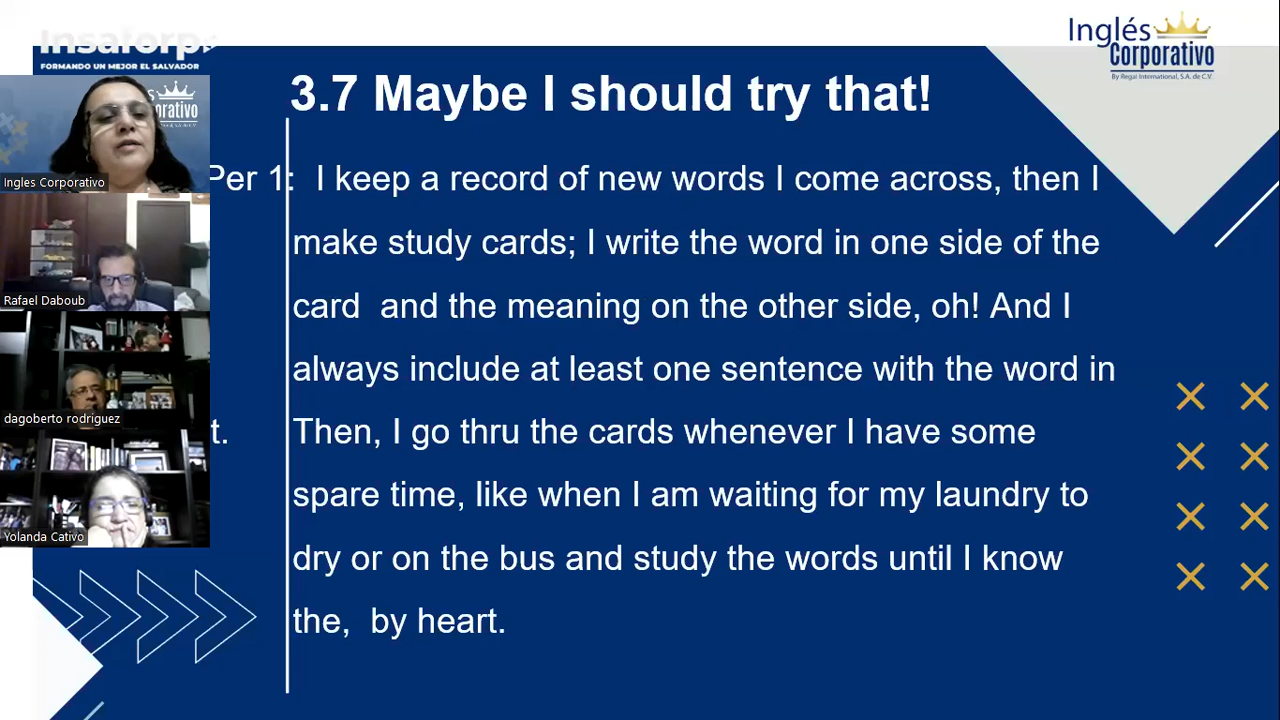 Insaforp
FORMANDO UN MEJOR EL SALVADOR
Inglés
Corporativo
By Regal International, S.A. de C.V.
3.7 Maybe I should try that!
Per 1: I keep a record of new words I come across, then I
make study cards; I write the word in one side of the
card and the meaning on the other side, oh! And I
always include at least one sentence with the word in
t. Then, I go thru the cards whenever I have some
spare time, like when I am waiting for my laundry to
dry or on the bus and study the words until I know
the, by heart.
Ingles Corporativo
Rafael Daboub
dagoberto rodriguez
Yolanda Cativo